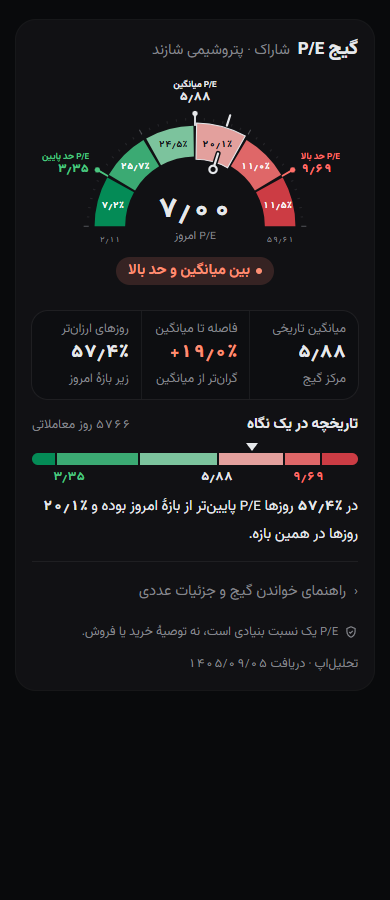 گیج P/E شاراک · پتروشیمی شازند
P/E میانگین
۵٫۸۸
P/E حد پایین
۳٫۳۵
P/E حد بالا
۹٫۶۹
۷٫۲٪
۲۵٫۷٪
۲۴٫۵٪
۲۰٫۱٪
۱۱٫۰٪
۱۱٫۵٪
۷٫۰۰
P/E امروز
۲٫۱۱
۵۹٫۶۱
بین میانگین و حد بالا
میانگین تاریخی
۵٫۸۸
مرکز گیج
فاصله تا میانگین
+۱۹٫۰٪
گران‌تر از میانگین
روزهای ارزان‌تر
۵۷٫۴٪
زیر بازهٔ امروز
تاریخچه در یک نگاه
۵۷۶۶ روز معاملاتی
۳٫۳۵
۵٫۸۸
۹٫۶۹
در ۵۷٫۴٪ روزها P/E پایین‌تر از بازهٔ امروز بوده و ۲۰٫۱٪
روزها در همین بازه.
‹ راهنمای خواندن گیج و جزئیات عددی
P/E یک نسبت بنیادی است، نه توصیهٔ خرید یا فروش.
تحلیل‌اپ · دریافت ۱۴۰۵/۰۹/۰۵